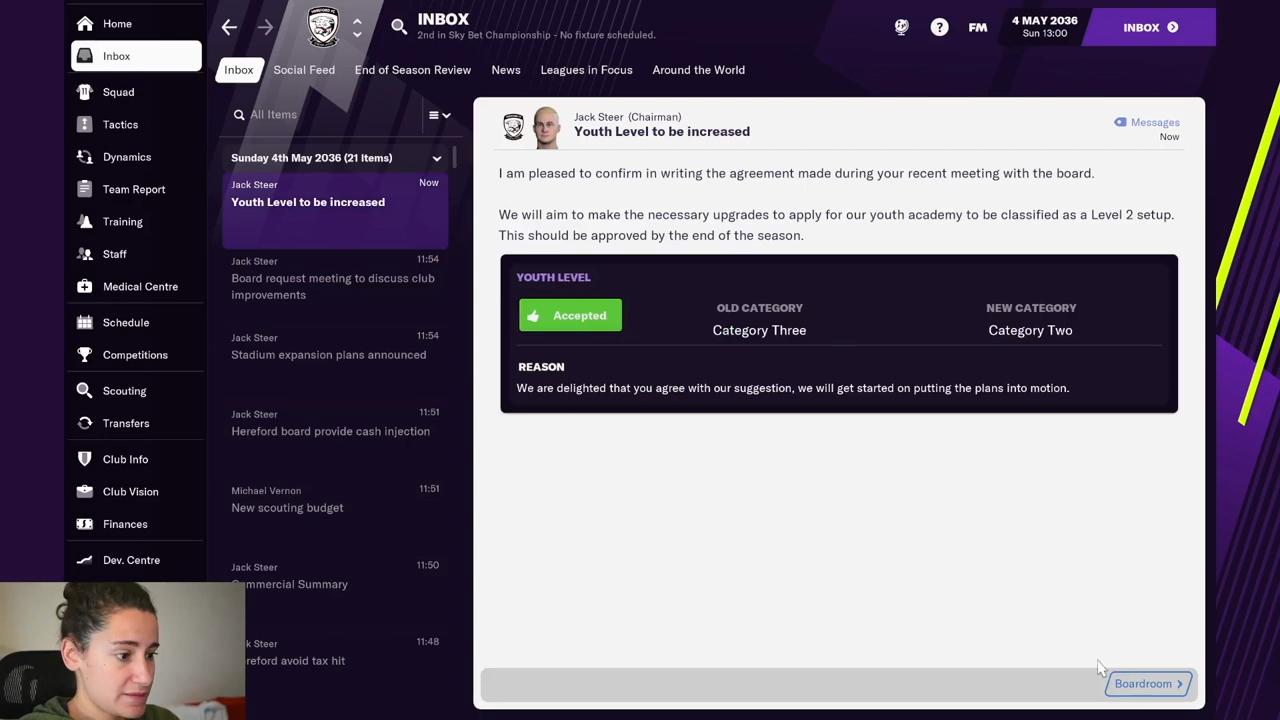 Home
Inbox
Squad
Tactics
Dynamics
Team Report
Training
Staff
Medical Centre
Schedule
Competitions
Scouting
Transfers
Club Info
Club Vision
Finances
Dev. Centre
INBOX
2nd in Sky Bet Championship - No fixture scheduled.
?
FM
4 MAY 2036
Sun 13:00
INBOX
Inbox
Social Feed
End of Season Review
News
Leagues in Focus
Around the World
All Items
Sunday 4th May 2036 (21 Items)
Jack Steer
Now
Youth Level to be increased
Jack Steer
11:54
Board request meeting to discuss club
improvements
Jack Steer
11:54
Stadium expansion plans announced
Jack Steer
11:51
Hereford board provide cash injection
Michael Vernon
11:51
New scouting budget
Jack Steer
11:50
Commercial Summary
Steer
11:48
Hereford avoid tax hit
Jack Steer (Chairman)
Youth Level to be increased
Messages
Now
I am pleased to confirm in writing the agreement made during your recent meeting with the board.
We will aim to make the necessary upgrades to apply for our youth academy to be classified as a Level 2 setup.
This should be approved by the end of the season.
YOUTH LEVEL
Accepted
OLD CATEGORY
Category Three
NEW CATEGORY
Category Two
REASON
We are delighted that you agree with our suggestion, we will get started on putting the plans into motion.
Boardroom